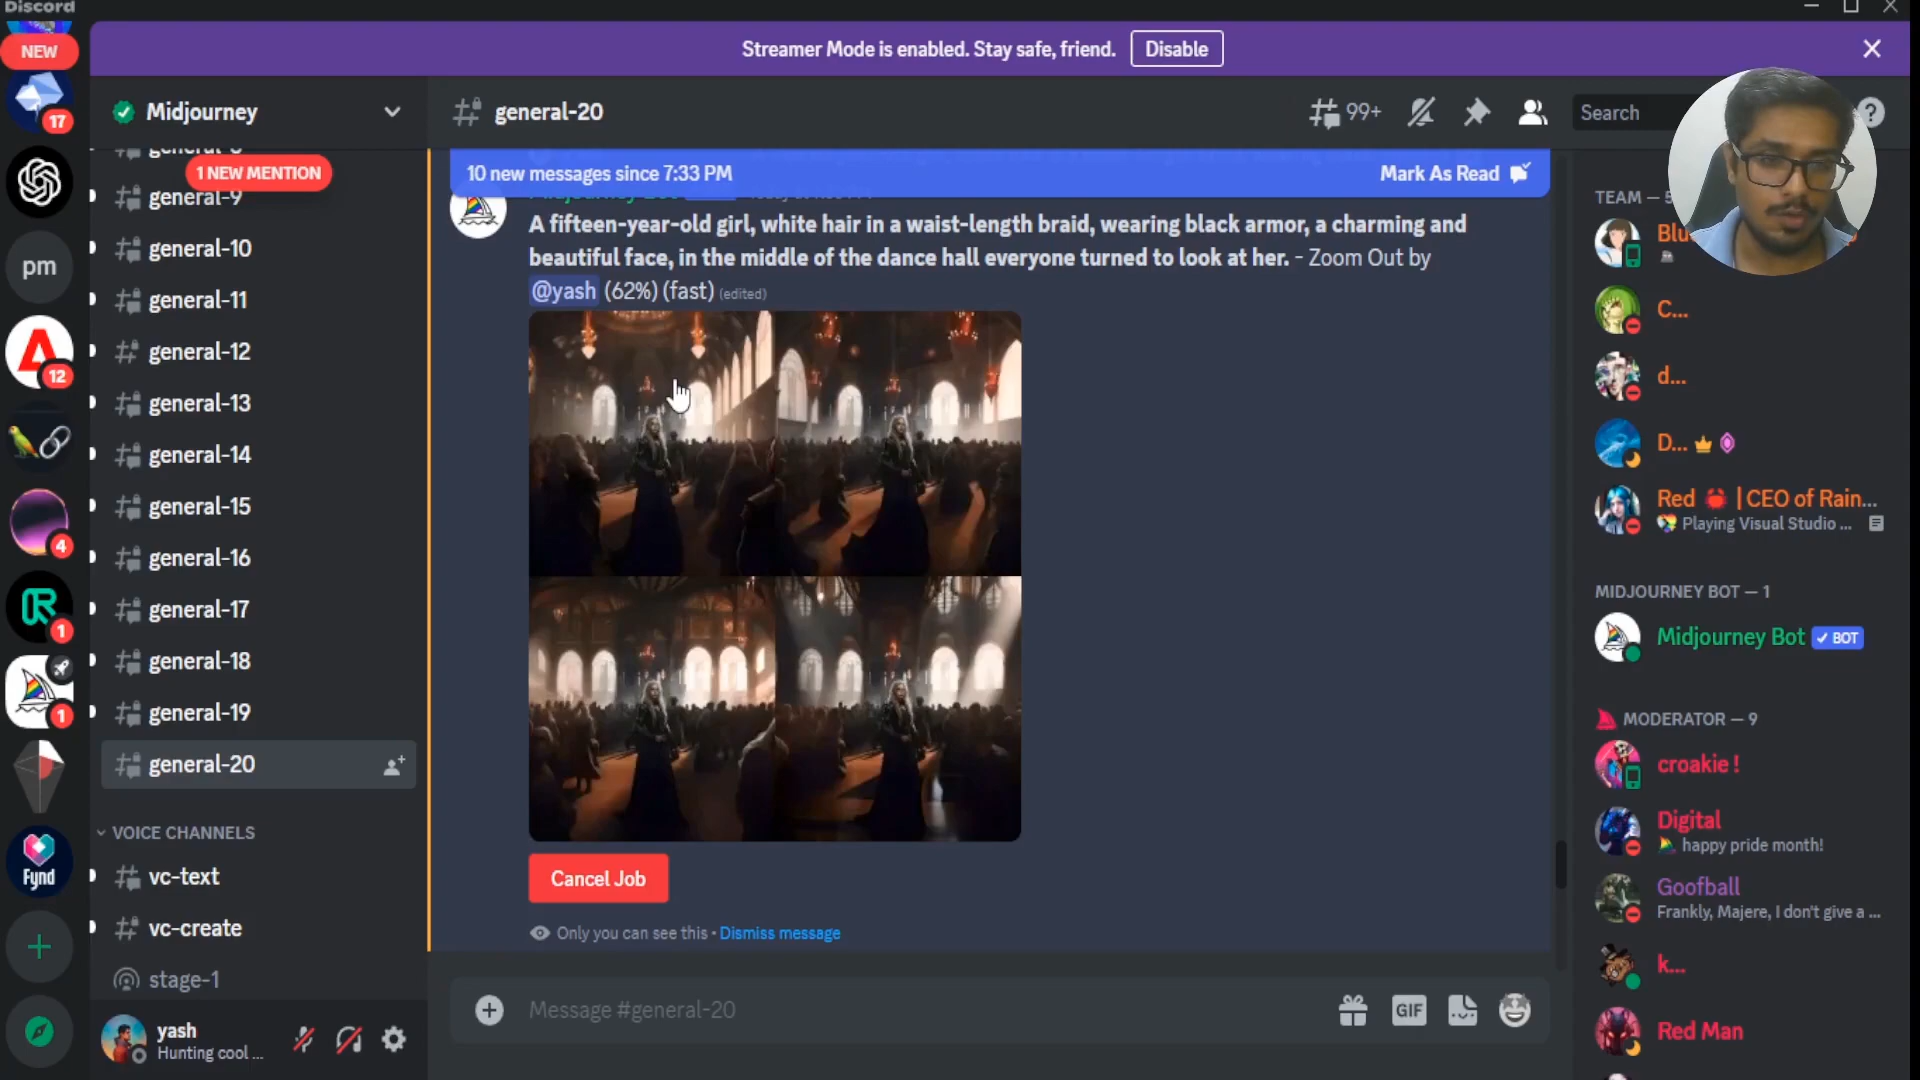 Discord
Streamer Mode is enabled. Stay safe, friend.
Disable
NEW
17
pm
12
4
1
1
Fynd
Midjourney
1 NEW MENTION
general-9
general-10
general-11
general-12
general-13
general-14
general-15
general-16
general-17
general-18
general-19
general-20
VOICE CHANNELS
vc-text
vc-create
stage-1
yash
Hunting cool ...
general-20
99+
Search
10 new messages since 7:33 PM
Mark As Read
A fifteen-year-old girl, white hair in a waist-length braid, wearing black armor, a charming and
beautiful face, in the middle of the dance hall everyone turned to look at her. - Zoom Out by
@yash (62%) (fast) (edited)
Cancel Job
Only you can see this • Dismiss message
Message #general-20
GIF
TEAM — 5
C...
d...
D...
Red 🦀 | CEO of Rain...
Playing Visual Studio ...
MIDJOURNEY BOT — 1
Midjourney Bot ✓ BOT
MODERATOR — 9
croakie !
Digital
happy pride month!
Goofball
Frankly, Majere, I don't give a ...
k...
Red Man